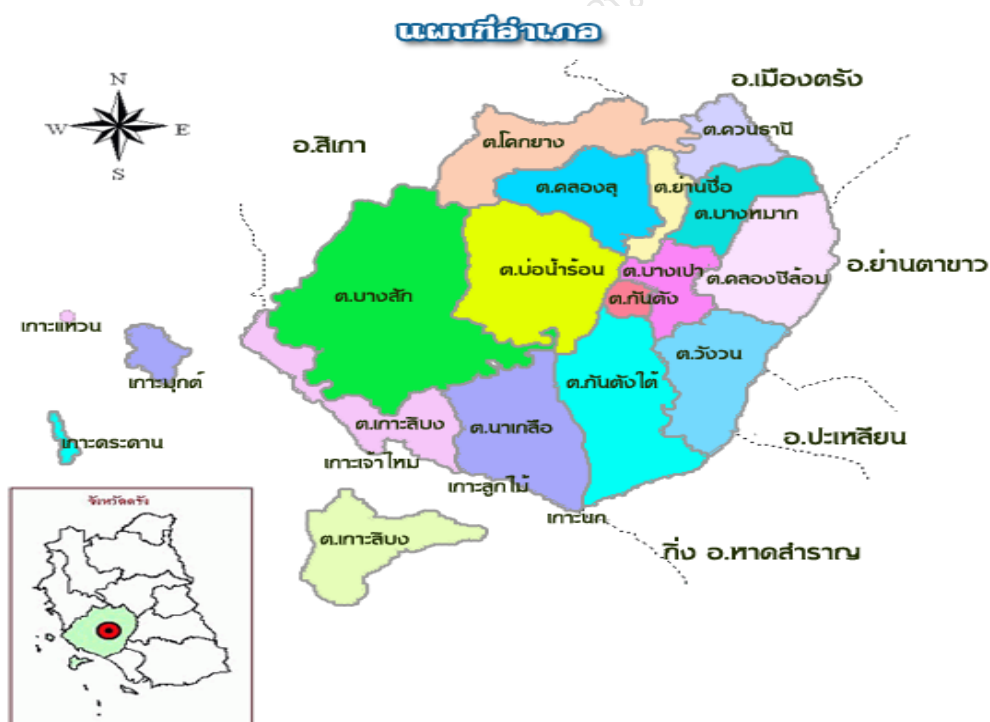 แผนที่อำเภอ
N
W E
S
อ.เมืองตรัง
อ.สิเกา
ต.โคกยาง
ต.ควนธานี
ต.คลองลุ
ต.ย่านซื่อ
ต.บางหมาก
ต.บ่อน้ำร้อน
ต.บางเป้า
ต.คลองชีล้อม
อ.ย่านตาขาว
ต.บางสัก
ต.กันตัง
เกาะแหวน
ต.วังวน
เกาะมุกต์
ต.กันตังใต้
ต.เกาะลิบง
ต.นาเกลือ
อ.ปะเหลียน
เกาะกระดาน
เกาะเจ้าไหม
เกาะลูกไม้
เกาะนก
ต.เกาะลิบง
กิ่ง อ.หาดสำราญ
จังหวัดตรัง